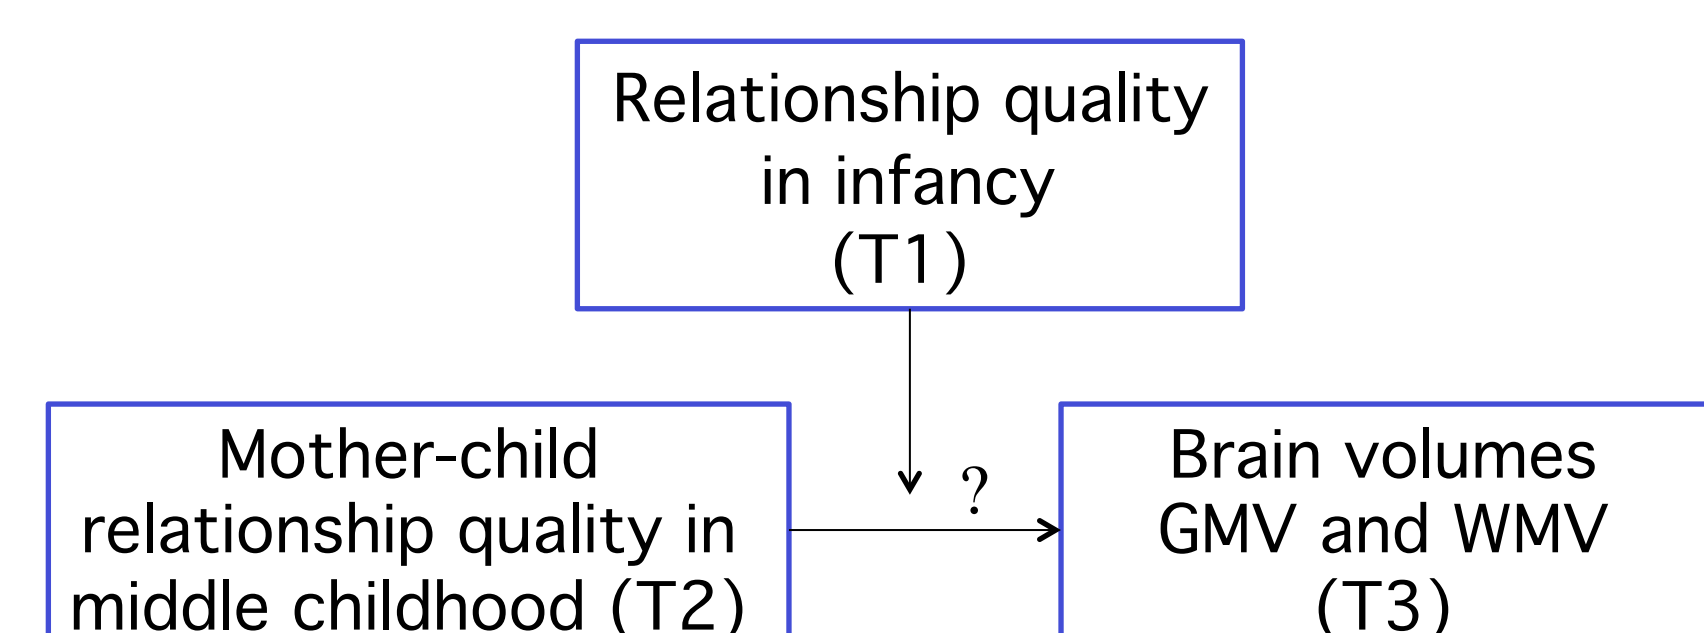 Relationship quality
in infancy
(T1)
?
Mother-child
relationship quality in
middle childhood (T2)
Brain volumes
GMV and WMV
(T3)